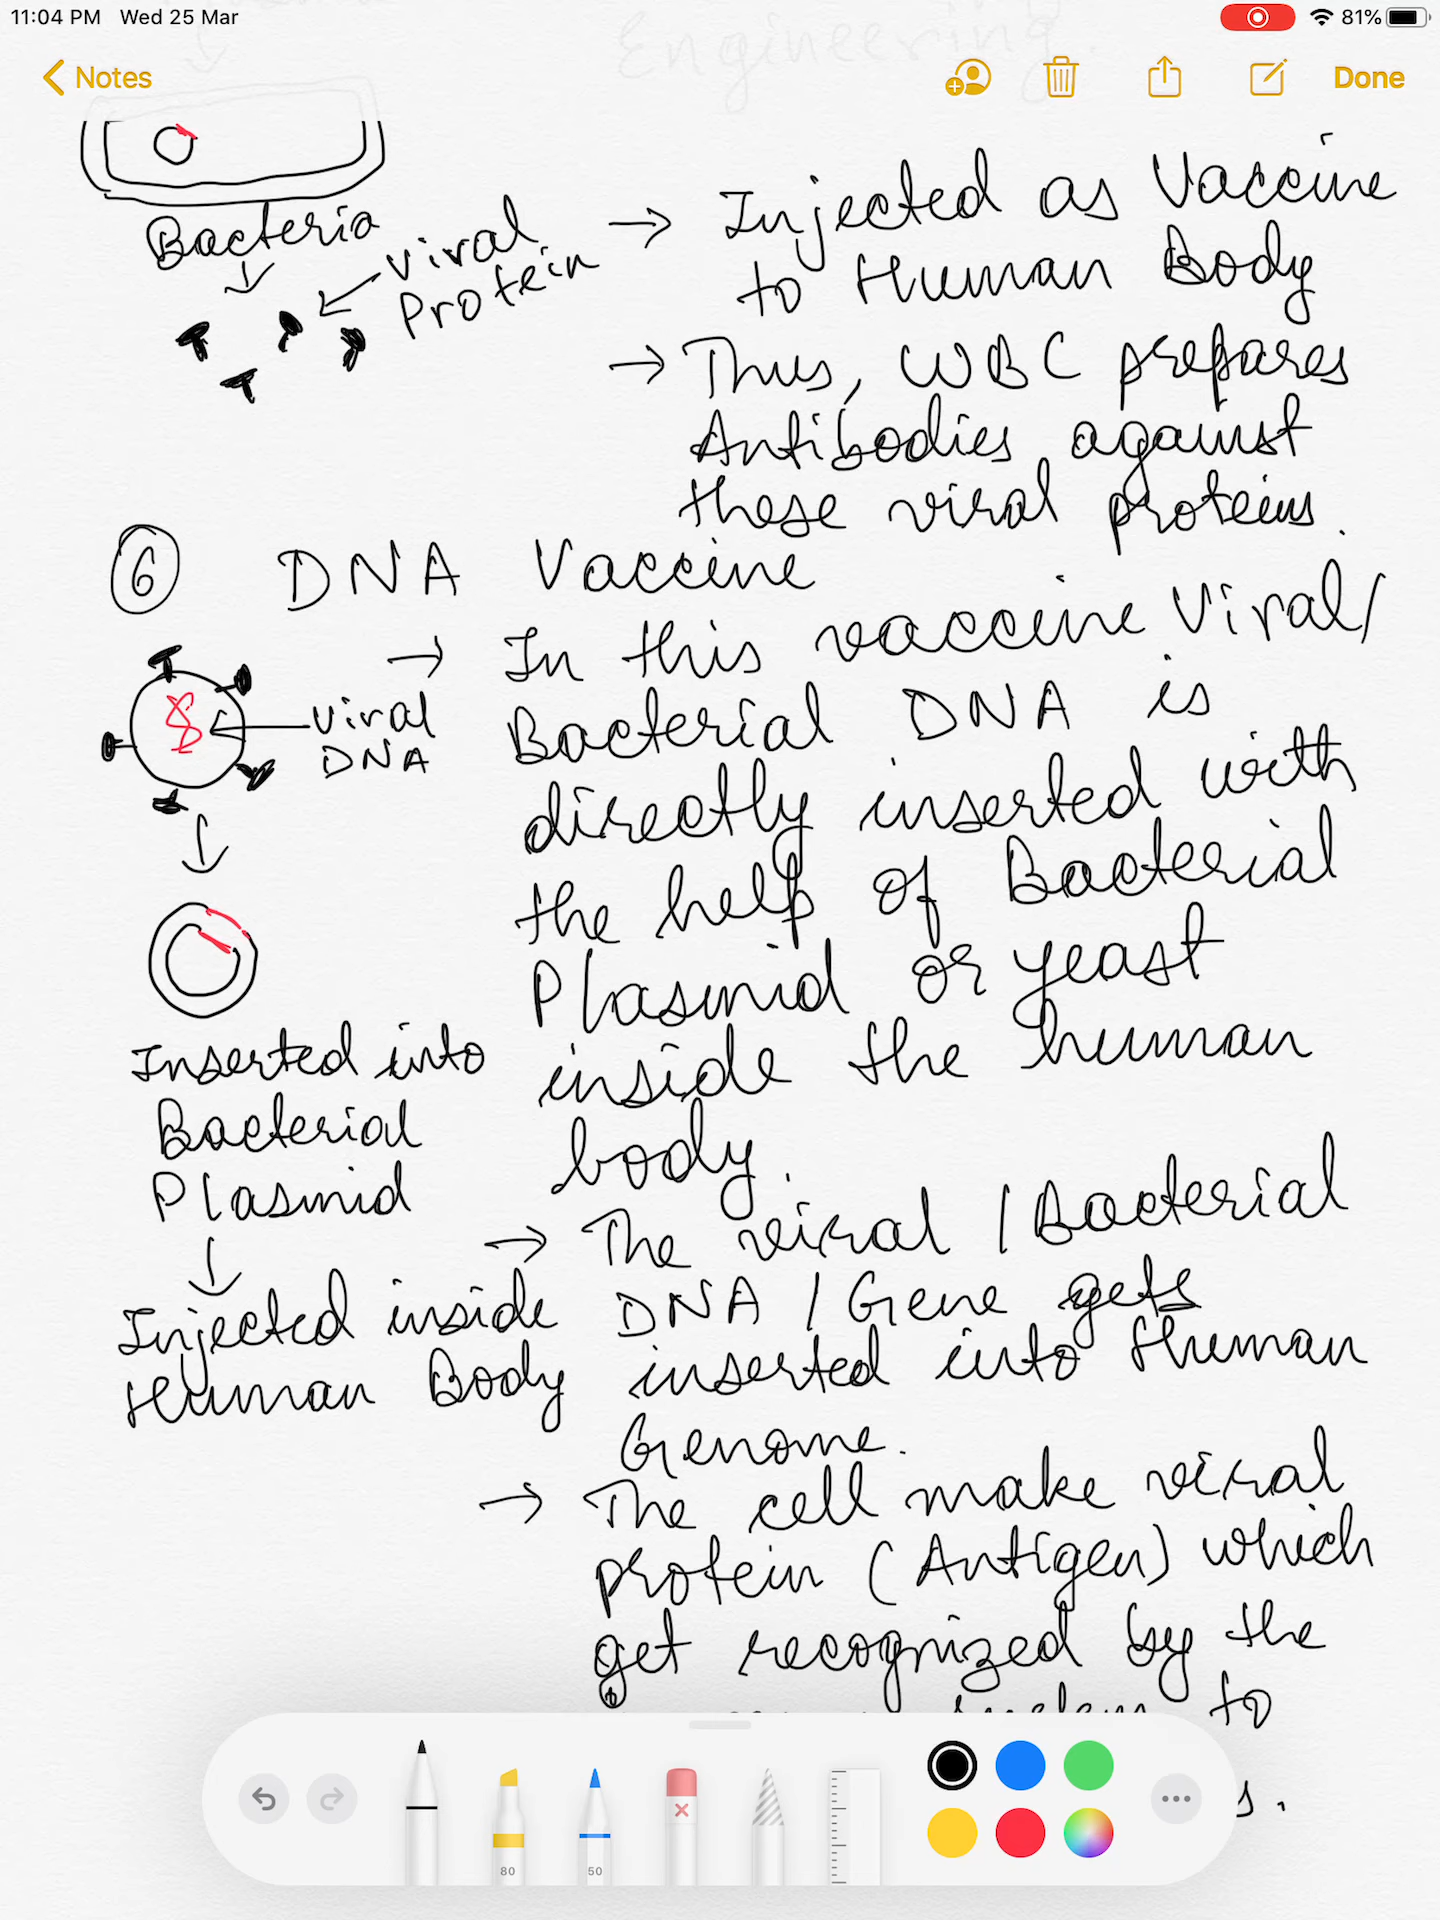 11:04 PM Wed 25 Mar
81%
Engineering.
Notes
Done
Bacteria
Viral
Protein
→ Injected as Vaccine
to Human Body
→ Thus, WBC prepares
Antibodies against
these viral proteins.
6 DNA Vaccine
Viral
DNA
Inserted into
Bacterial
Plasmid
Injected inside
Human Body
→ In this vaccine Viral/
Bacterial DNA is
directly inserted with
the help of Bacterial
Plasmid or yeast
inside the human
body.
→ The viral / Bacterial
DNA / Gene gets
inserted into Human
Genome.
→ The cell make viral
protein (Antigen) which
get recognized by the
to
s.
80
50